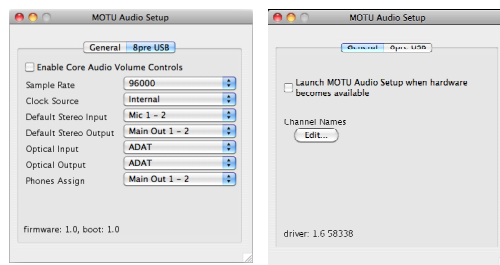 MOTU Audio Setup
General 8pre USB
Enable Core Audio Volume Controls
Sample Rate 96000
Clock Source Internal
Default Stereo Input Mic 1 - 2
Default Stereo Output Main Out 1 - 2
Optical Input ADAT
Optical Output ADAT
Phones Assign Main Out 1 - 2
firmware: 1.0, boot: 1.0
MOTU Audio Setup
General 8pre USB
Launch MOTU Audio Setup when hardware
becomes available
Channel Names
Edit...
driver: 1.6 58338